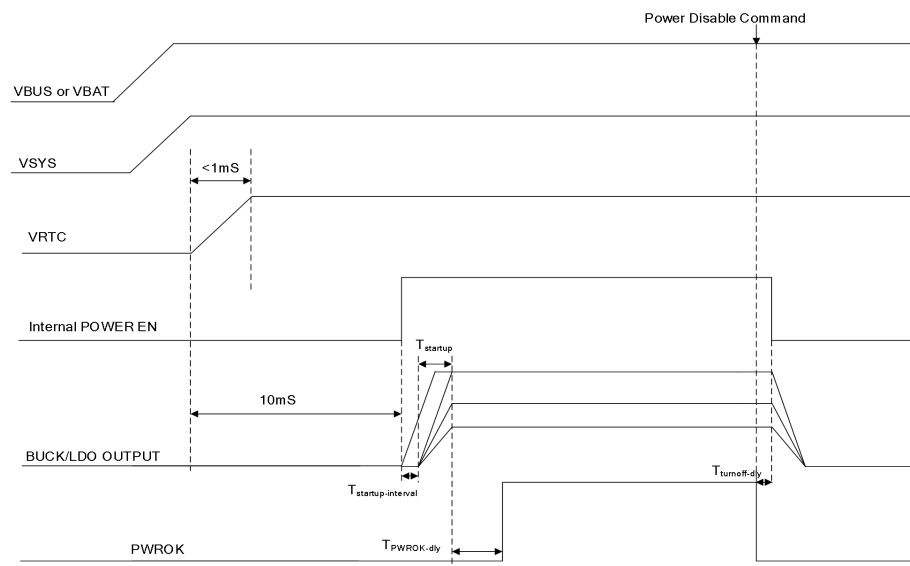 Power Disable Command
VBUS or VBAT
VSYS
<1mS
VRTC
Internal POWER EN
Tstartup
10mS
BUCK/LDO OUTPUT
Tturnoff-dly
Tstartup-interval
PWROK
TPWROK-dly